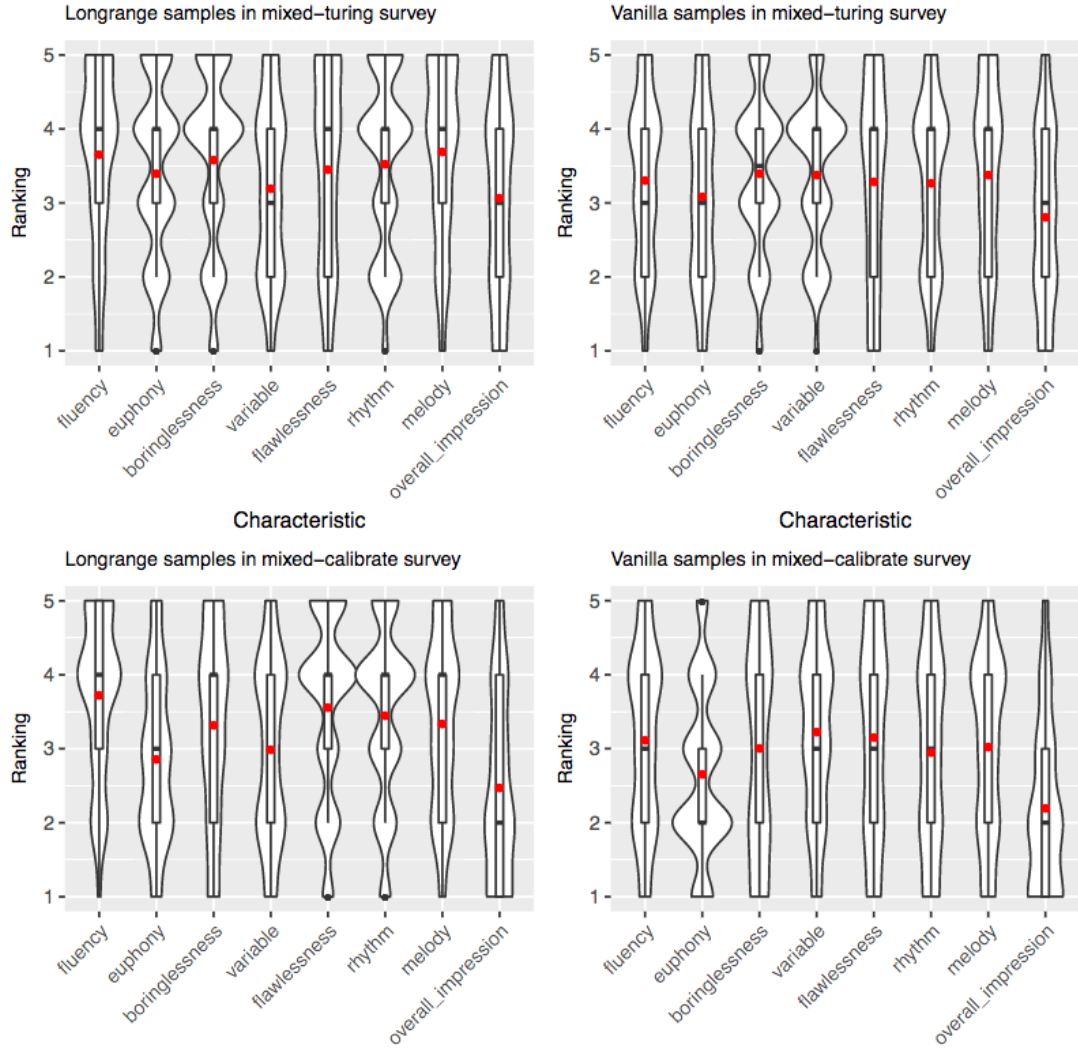 Longrange samples in mixed−turing survey
Ranking
5
4
3
2
1
fluency
euphony
boringlessness
variable
flawlessness
rhythm
melody
overall_impression
Characteristic
Vanilla samples in mixed−turing survey
Ranking
5
4
3
2
1
fluency
euphony
boringlessness
variable
flawlessness
rhythm
melody
overall_impression
Characteristic
Longrange samples in mixed−calibrate survey
Ranking
5
4
3
2
1
fluency
euphony
boringlessness
variable
flawlessness
rhythm
melody
overall_impression
Vanilla samples in mixed−calibrate survey
Ranking
5
4
3
2
1
fluency
euphony
boringlessness
variable
flawlessness
rhythm
melody
overall_impression